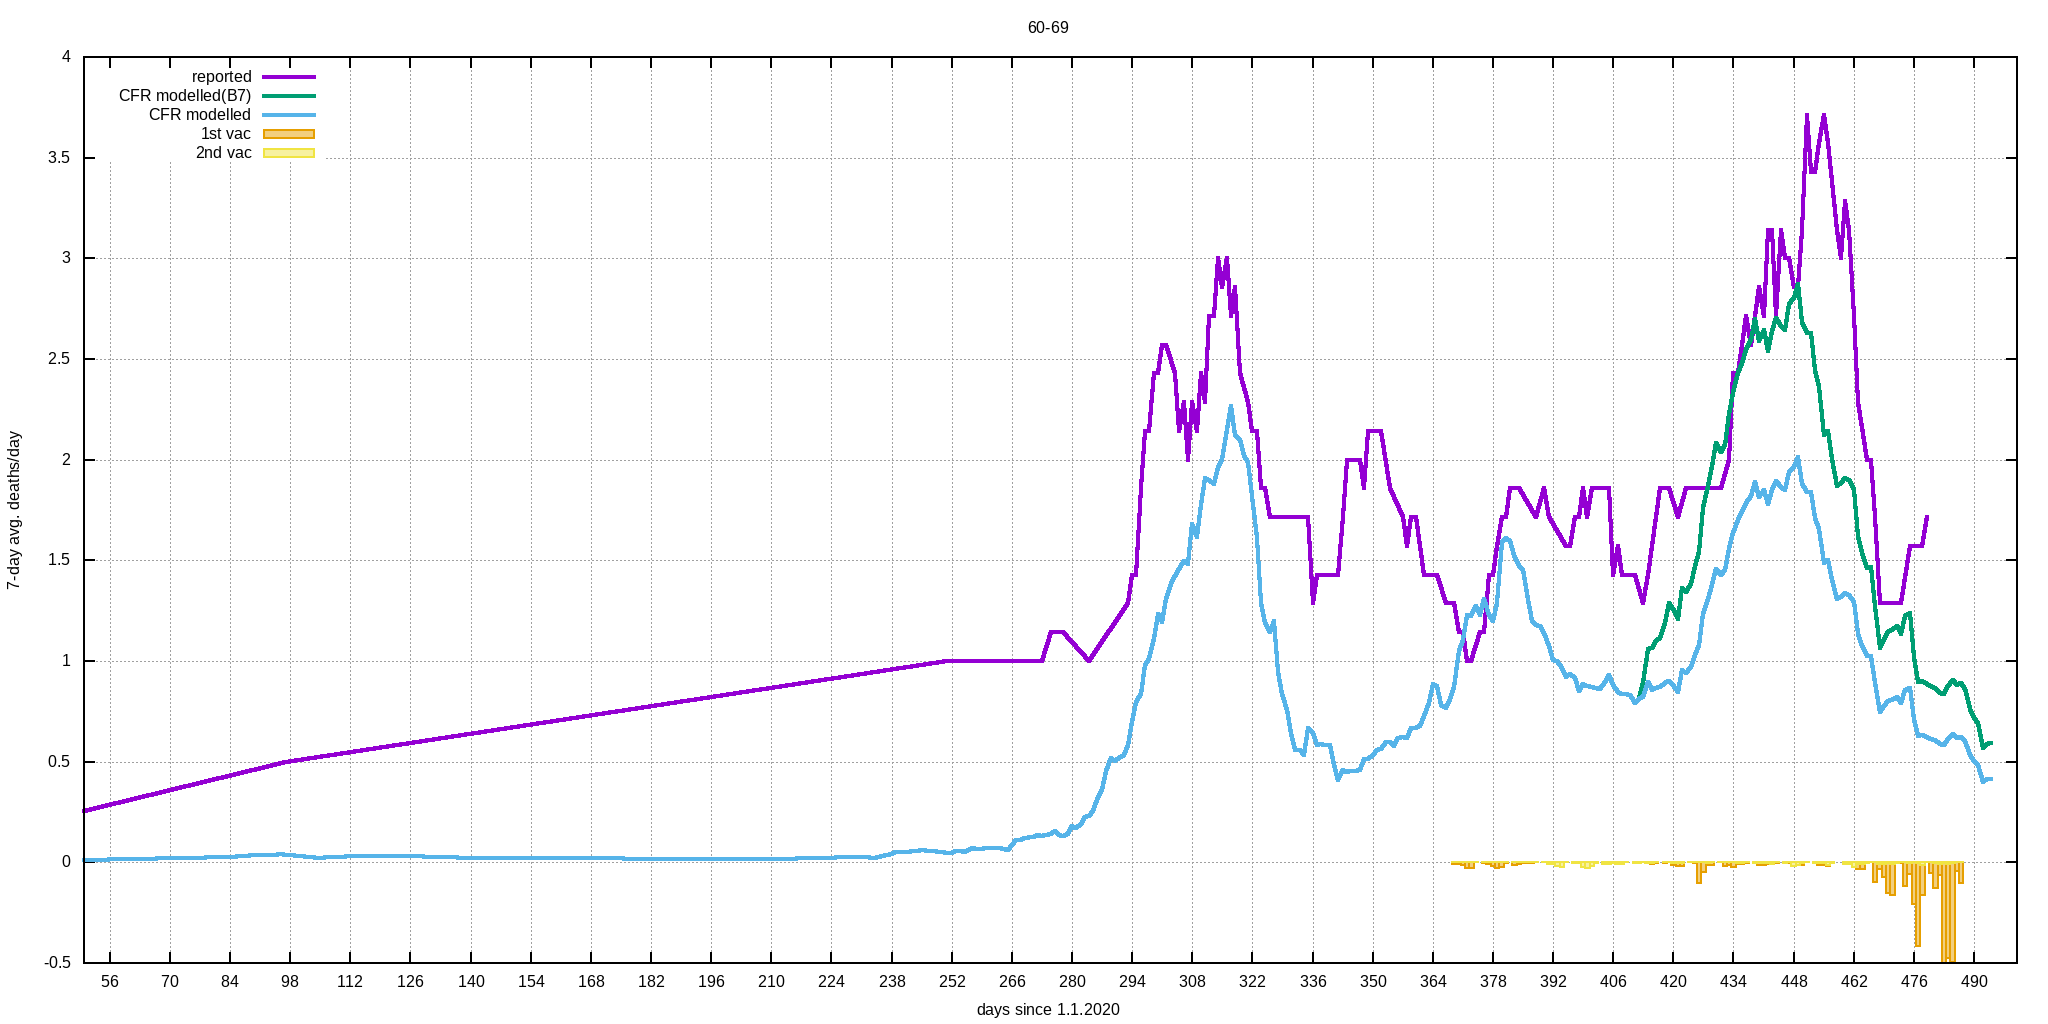 60-69
4
3.5
3
2.5
2
1.5
1
0.5
0
-0.5
7-day avg. deaths/day
reported
CFR modelled(B7)
CFR modelled
1st vac
2nd vac
56 70 84 98 112 126 140 154 168 182 196 210 224 238 252 266 280 294 308 322 336 350 364 378 392 406 420 434 448 462 476 490
days since 1.1.2020